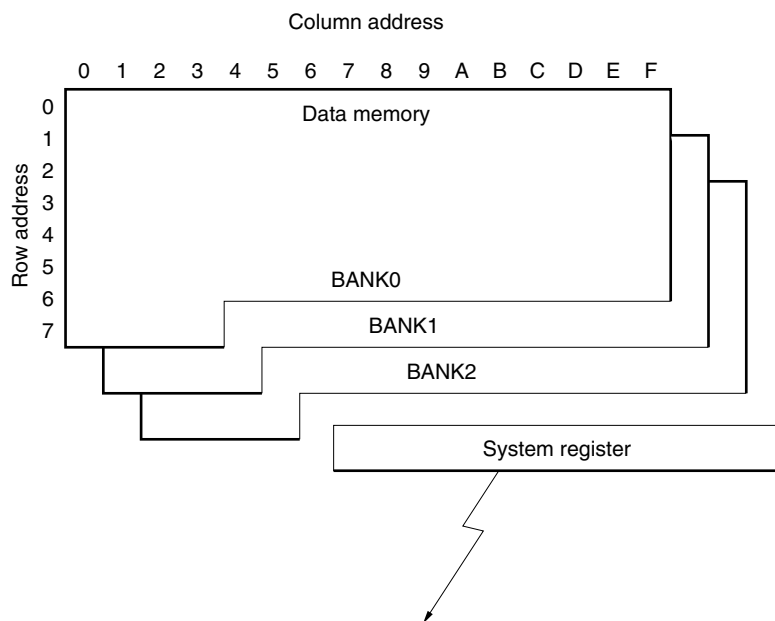 Column address
0 1 2 3 4 5 6 7 8 9 A B C D E F
Row address
0
1
2
3
4
5
6
7
Data memory
BANK0
BANK1
BANK2
System register